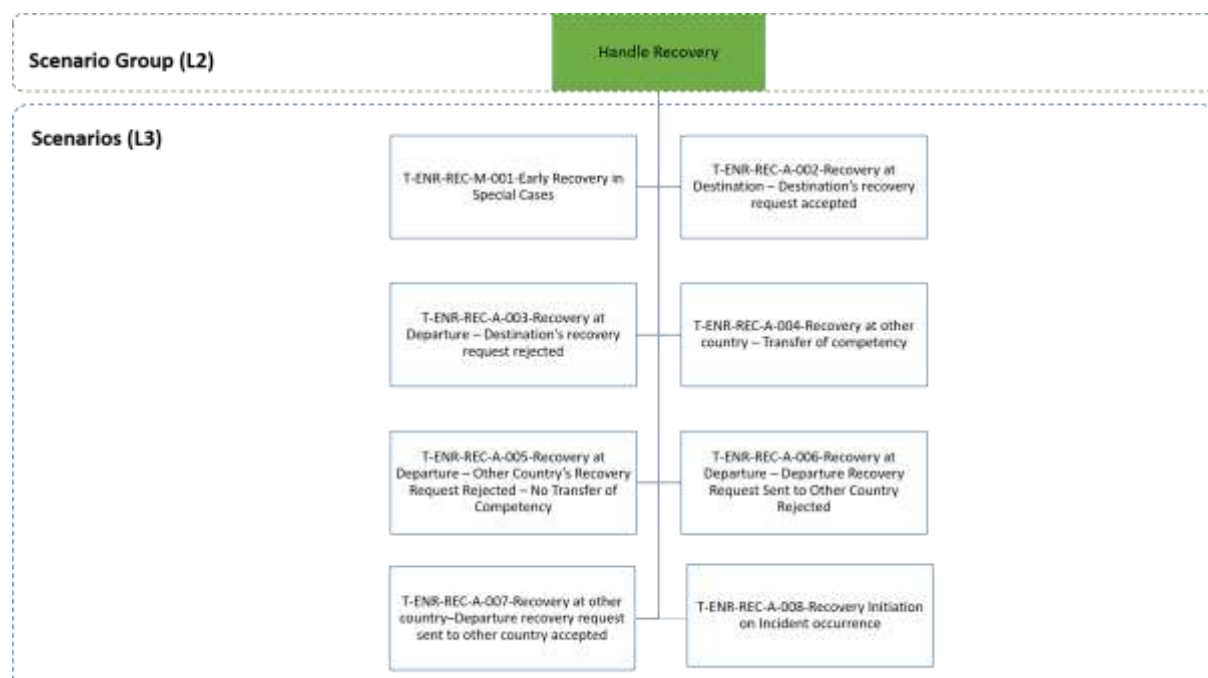 Handle Recovery
Scenario Group (L2)
Scenarios (L3)
T-ENR-REC-M-001-Early Recovery in
Special Cases
T-ENR-REC-A-002-Recovery at
Destination – Destination's recovery
request accepted
T-ENR-REC-A-003-Recovery at
Departure – Destination's recovery
request rejected
T-ENR-REC-A-004-Recovery at other
country – Transfer of competency
T-ENR-REC-A-005-Recovery at
Departure – Other Country's Recovery
Request Rejected – No Transfer of
Competency
T-ENR-REC-A-006-Recovery at
Departure – Departure Recovery
Request Sent to Other Country
Rejected
T-ENR-REC-A-007-Recovery at other
country–Departure recovery request
sent to other country accepted
T-ENR-REC-A-008-Recovery Initiation
on Incident occurrence